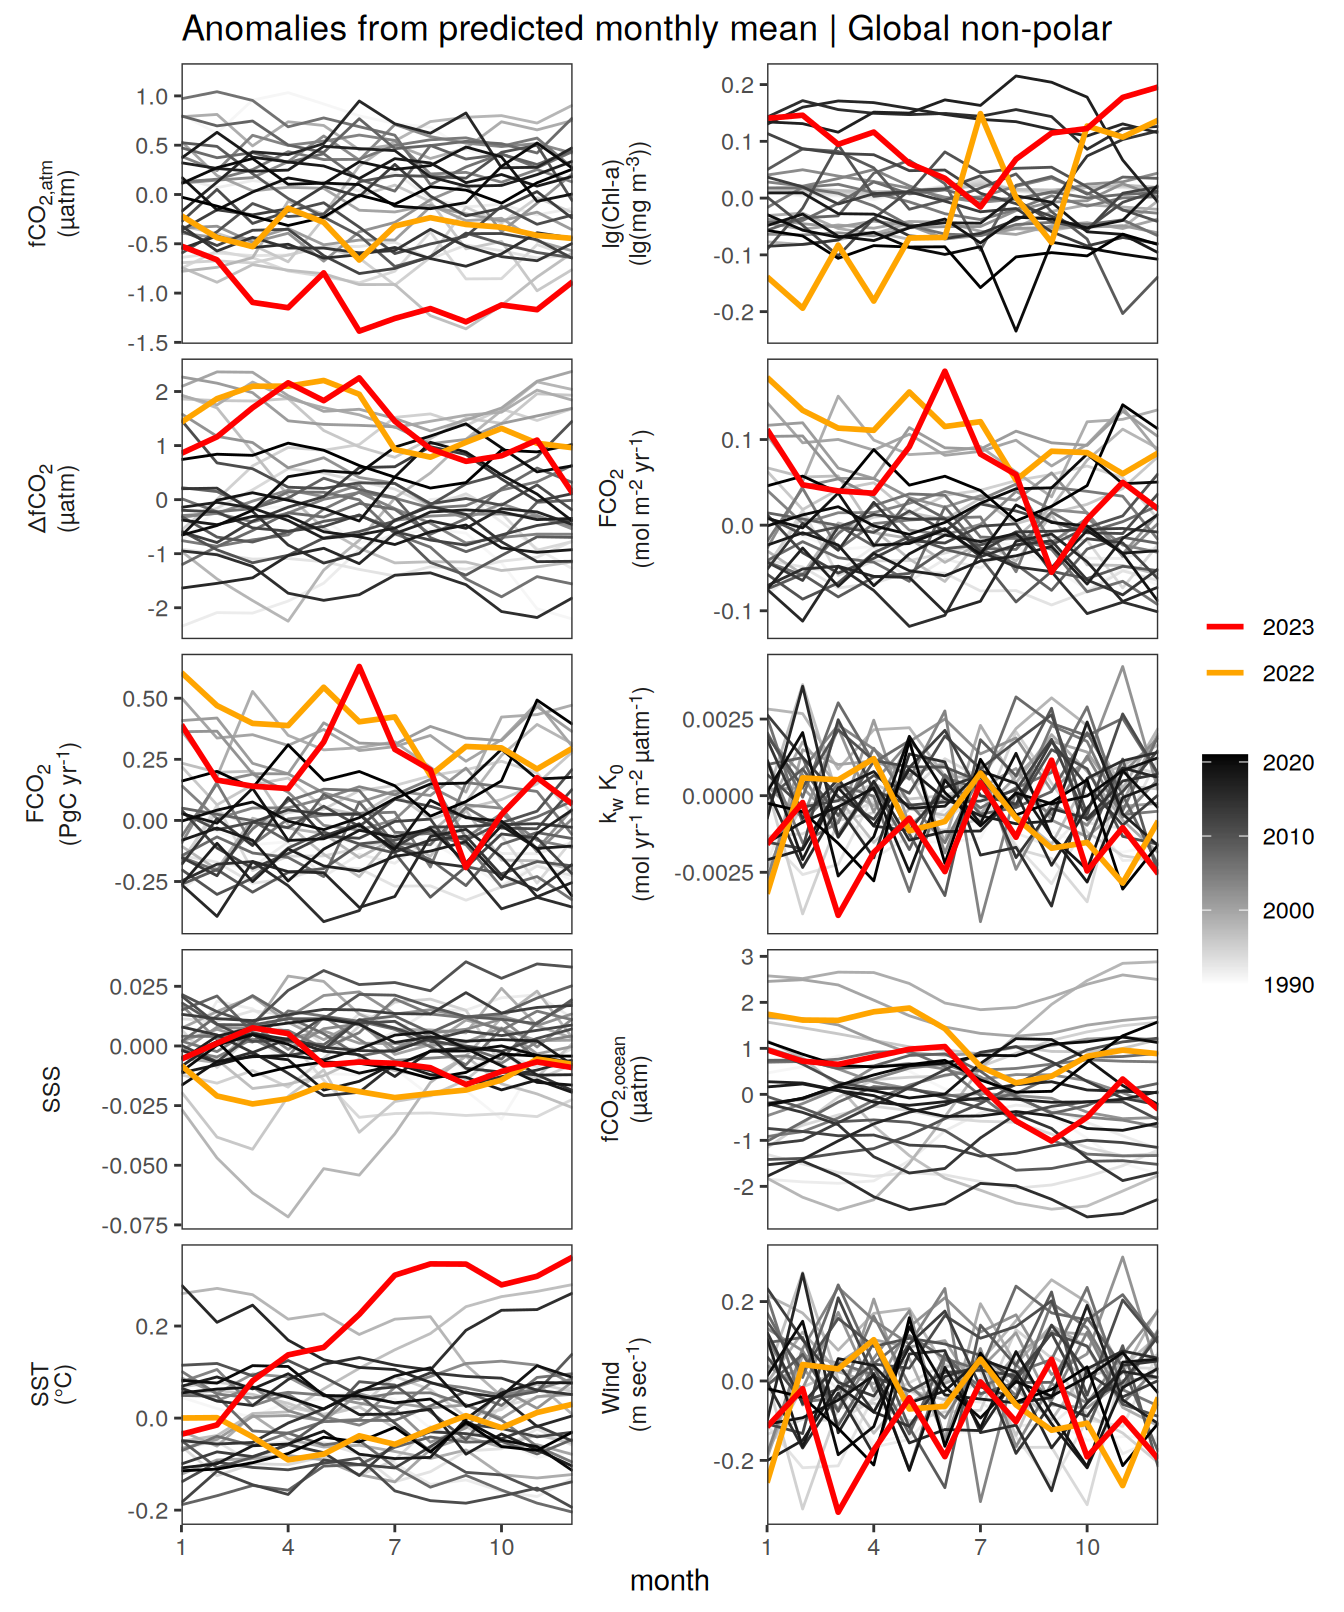 Anomalies from predicted monthly mean | Global non-polar
fCO2,atm
(µatm)
1.0
0.5
0.0
-0.5
-1.0
-1.5
lg(Chl-a)
(lg(mg m-3))
0.2
0.1
0.0
-0.1
-0.2
ΔfCO2
(µatm)
2
1
0
-1
-2
FCO2
(mol m-2 yr-1)
0.1
0.0
-0.1
FCO2
(PgC yr-1)
0.50
0.25
0.00
-0.25
kw K0
(mol yr-1 m-2 µatm-1)
0.0025
0.0000
-0.0025
SSS
0.025
0.000
-0.025
-0.050
-0.075
fCO2,ocean
(µatm)
3
2
1
0
-1
-2
SST
(°C)
0.2
0.0
-0.2
1
4
7
10
Wind
(m sec-1)
0.2
0.0
-0.2
1
4
7
10
month
2023
2022
2020
2010
2000
1990